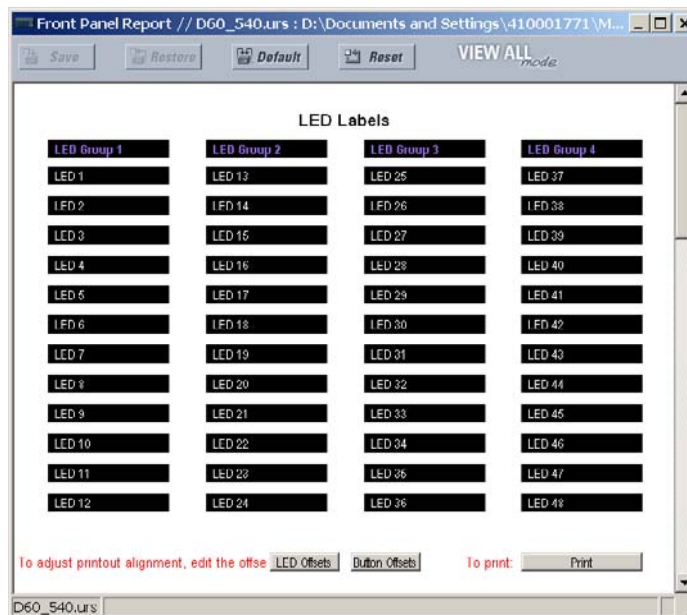 Front Panel Report // D60_540.urs : D:\Documents and Settings\410001771\M...
Save Restore Default Reset VIEW ALL mode
LED Labels
LED Group 1 LED Group 2 LED Group 3 LED Group 4
LED 1 LED 13 LED 25 LED 37
LED 2 LED 14 LED 26 LED 38
LED 3 LED 15 LED 27 LED 39
LED 4 LED 16 LED 28 LED 40
LED 5 LED 17 LED 29 LED 41
LED 6 LED 18 LED 30 LED 42
LED 7 LED 19 LED 31 LED 43
LED 8 LED 20 LED 32 LED 44
LED 9 LED 21 LED 33 LED 45
LED 10 LED 22 LED 34 LED 46
LED 11 LED 23 LED 35 LED 47
LED 12 LED 24 LED 36 LED 48
To adjust printout alignment, edit the offse LED Offsets Button Offsets To print: Print
D60_540.urs